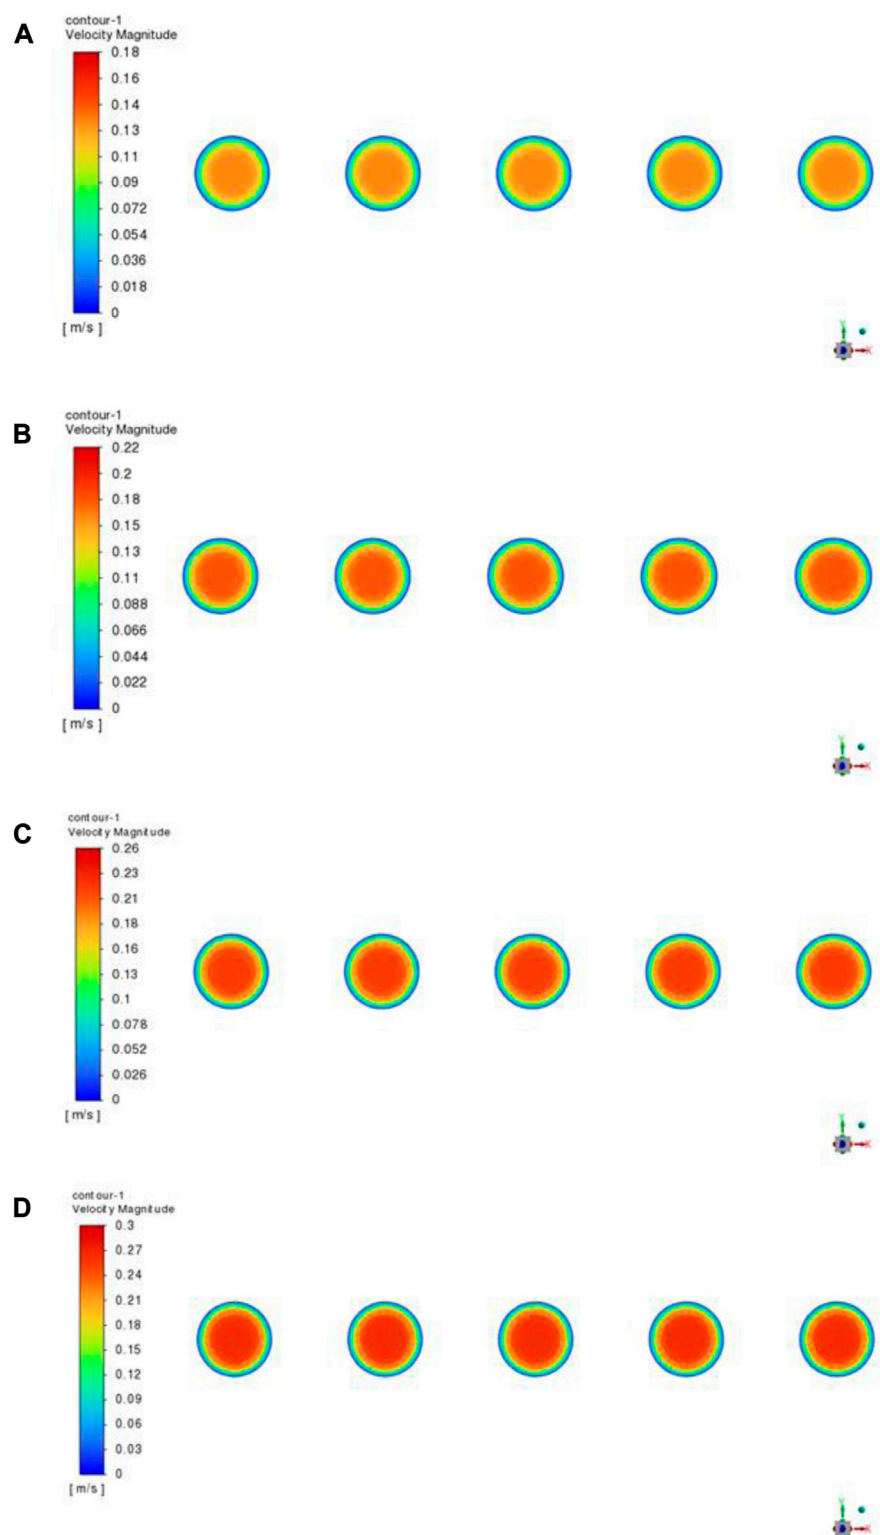 A
contour-1
Velocity Magnitude
0.18
0.16
0.14
0.13
0.11
0.09
0.072
0.054
0.036
0.018
0
[ m/s ]
Y
X
B
contour-1
Velocity Magnitude
0.22
0.2
0.18
0.15
0.13
0.11
0.088
0.066
0.044
0.022
0
[ m/s ]
Y
X
C
contour-1
Velocity Magnitude
0.26
0.23
0.21
0.18
0.16
0.13
0.1
0.078
0.052
0.026
0
[ m/s ]
Y
X
D
contour-1
Velocity Magnitude
0.3
0.27
0.24
0.21
0.18
0.15
0.12
0.09
0.06
0.03
0
[ m/s ]
Y
X